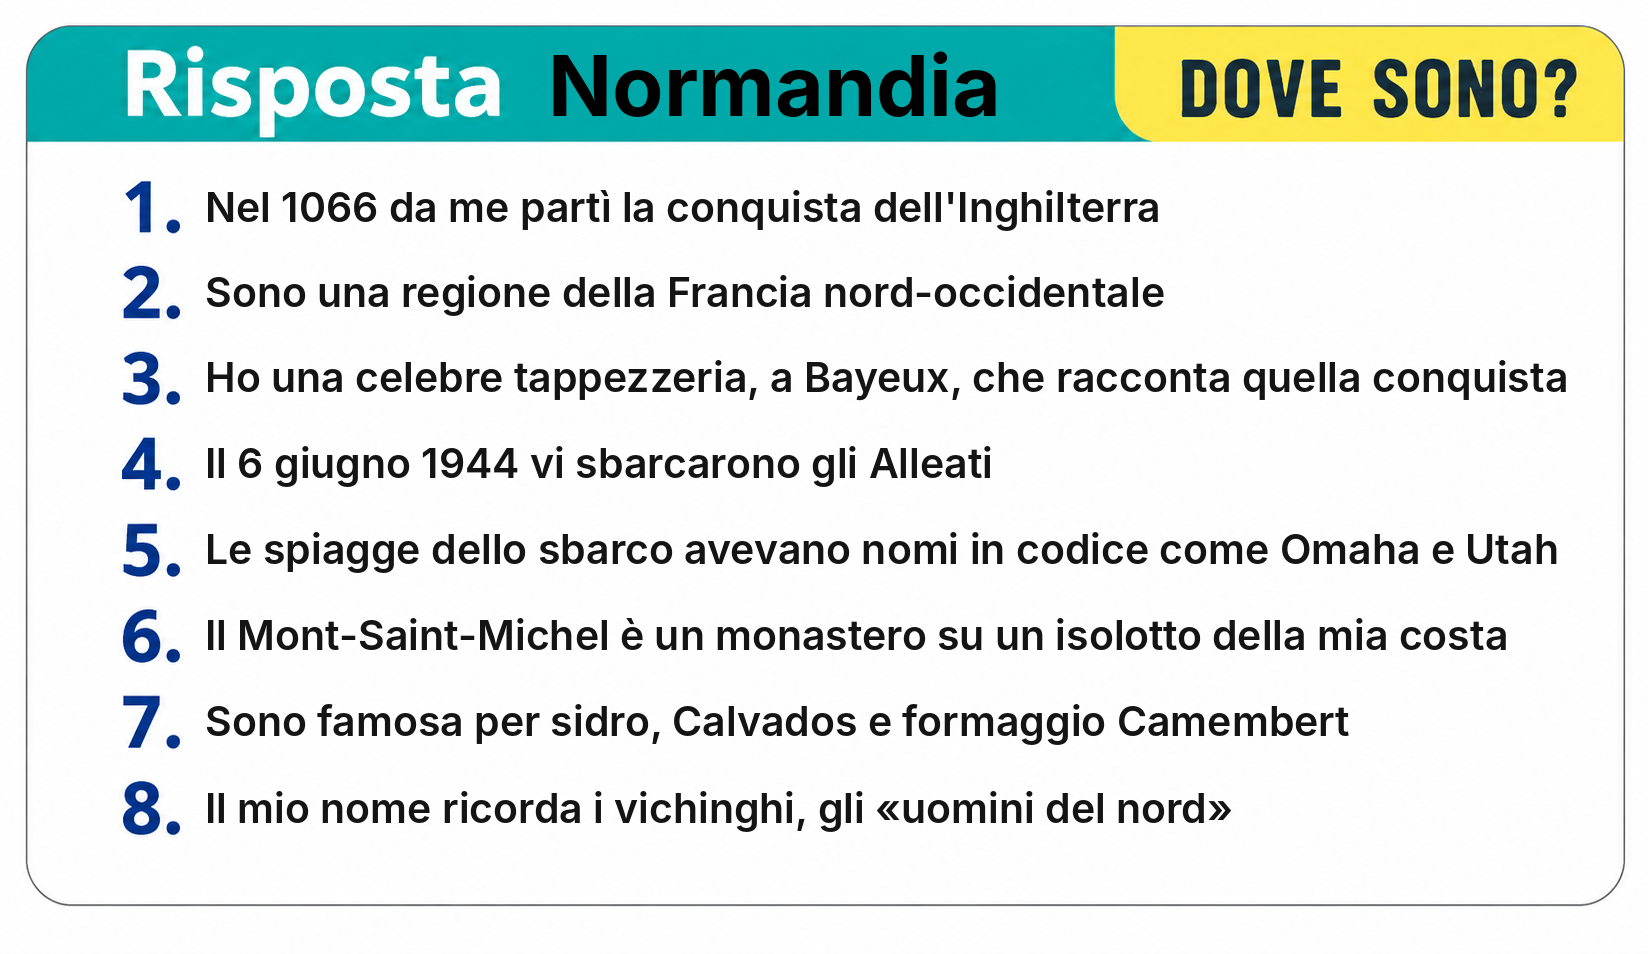 Risposta Normandia DOVE SONO?
1. Nel 1066 da me partì la conquista dell'Inghilterra
2. Sono una regione della Francia nord-occidentale
3. Ho una celebre tappezzeria, a Bayeux, che racconta quella conquista
4. Il 6 giugno 1944 vi sbarcarono gli Alleati
5. Le spiagge dello sbarco avevano nomi in codice come Omaha e Utah
6. Il Mont-Saint-Michel è un monastero su un isolotto della mia costa
7. Sono famosa per sidro, Calvados e formaggio Camembert
8. Il mio nome ricorda i vichinghi, gli «uomini del nord»